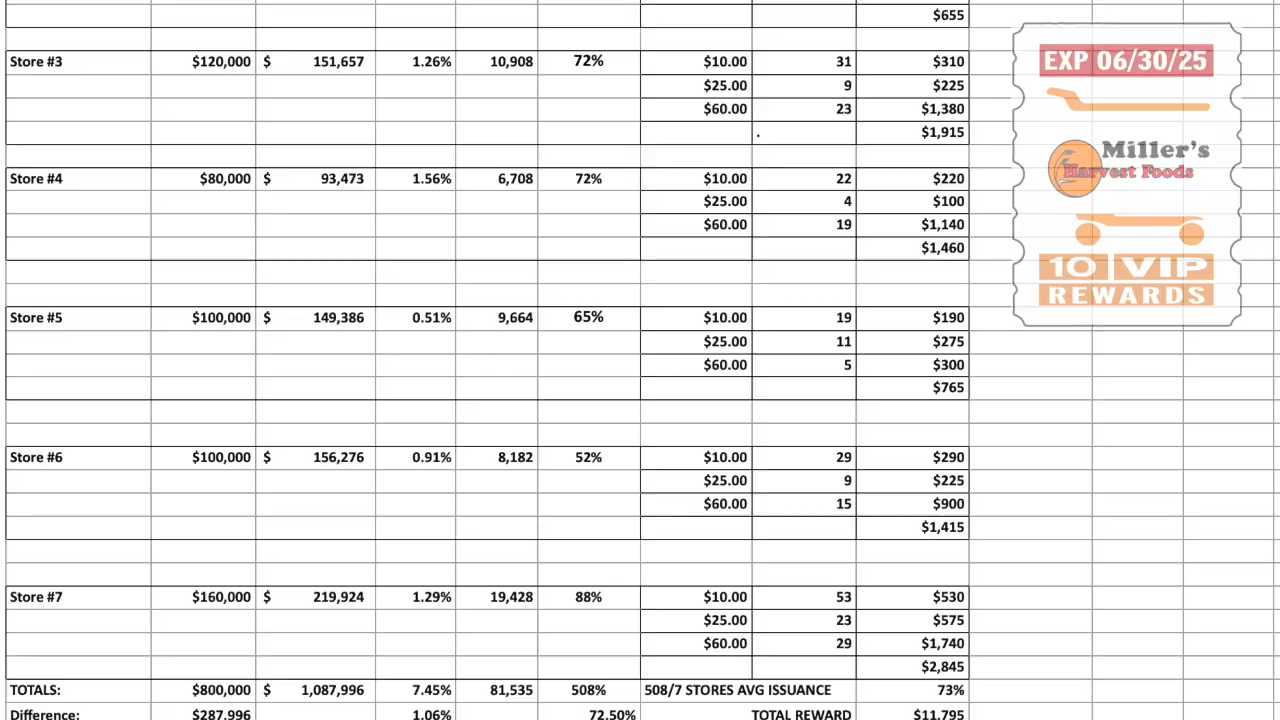 $655
Store #3 $120,000 $ 151,657 1.26% 10,908 72% $10.00 31 $310
$25.00 9 $225
$60.00 23 $1,380
. $1,915
Store #4 $80,000 $ 93,473 1.56% 6,708 72% $10.00 22 $220
$25.00 4 $100
$60.00 19 $1,140
$1,460
Store #5 $100,000 $ 149,386 0.51% 9,664 65% $10.00 19 $190
$25.00 11 $275
$60.00 5 $300
$765
Store #6 $100,000 $ 156,276 0.91% 8,182 52% $10.00 29 $290
$25.00 9 $225
$60.00 15 $900
$1,415
Store #7 $160,000 $ 219,924 1.29% 19,428 88% $10.00 53 $530
$25.00 23 $575
$60.00 29 $1,740
$2,845
TOTALS: $800,000 $ 1,087,996 7.45% 81,535 508% 508/7 STORES AVG ISSUANCE 73%
Difference: $287,996 1.06% 72.50% TOTAL REWARD $11,795
EXP 06/30/25
Miller's
Harvest Foods
10 VIP
REWARDS